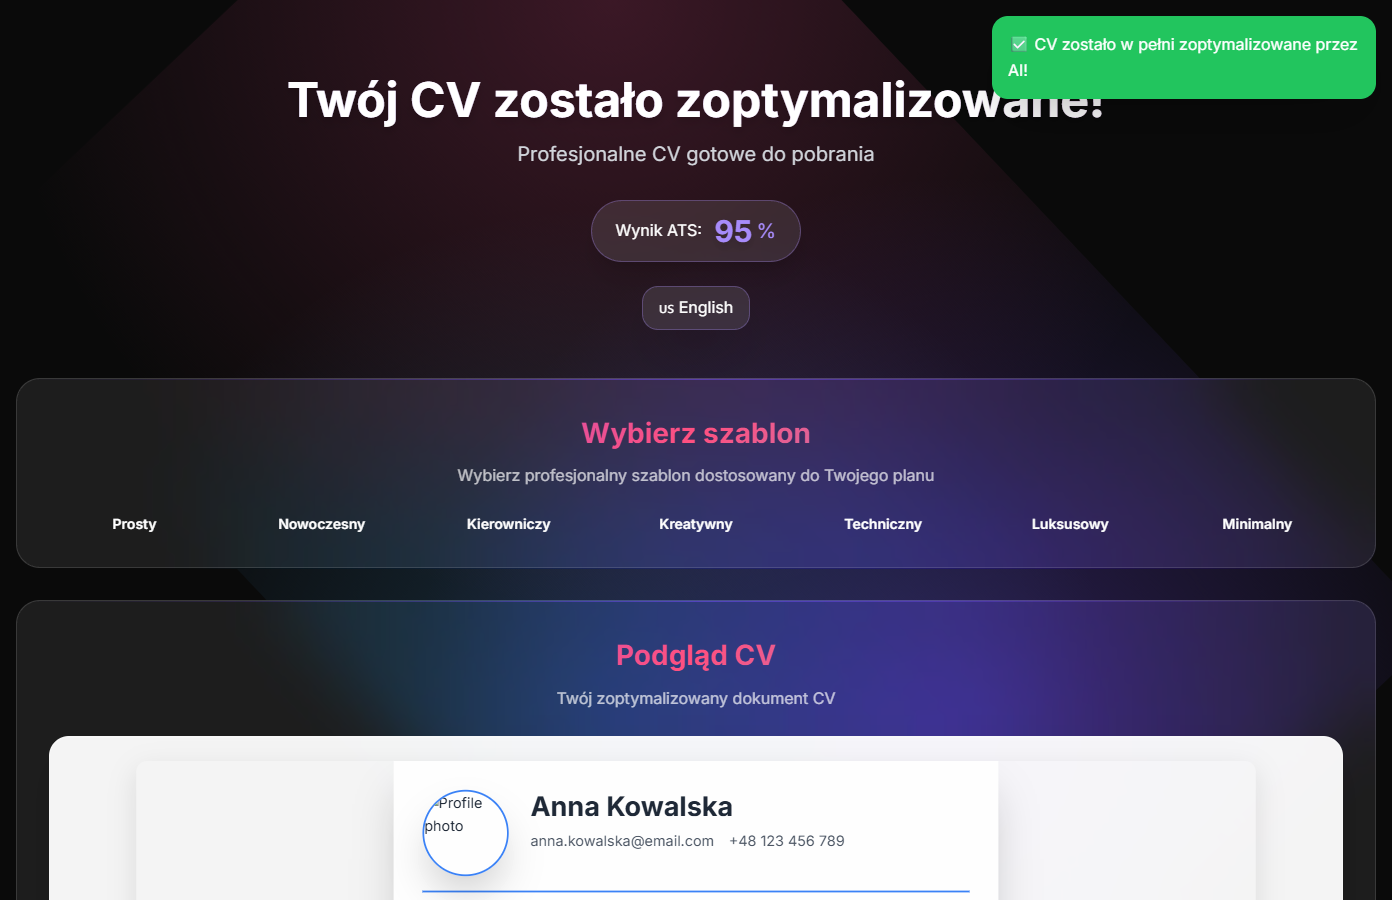 ✅ CV zostało w pełni zoptymalizowane przez
AI!
Twój CV zostało zoptymalizowane!
Profesjonalne CV gotowe do pobrania
Wynik ATS: 95 %
US English
Wybierz szablon
Wybierz profesjonalny szablon dostosowany do Twojego planu
Prosty Nowoczesny Kierowniczy Kreatywny Techniczny Luksusowy Minimalny
Podgląd CV
Twój zoptymalizowany dokument CV
Profile
photo
Anna Kowalska
anna.kowalska@email.com +48 123 456 789